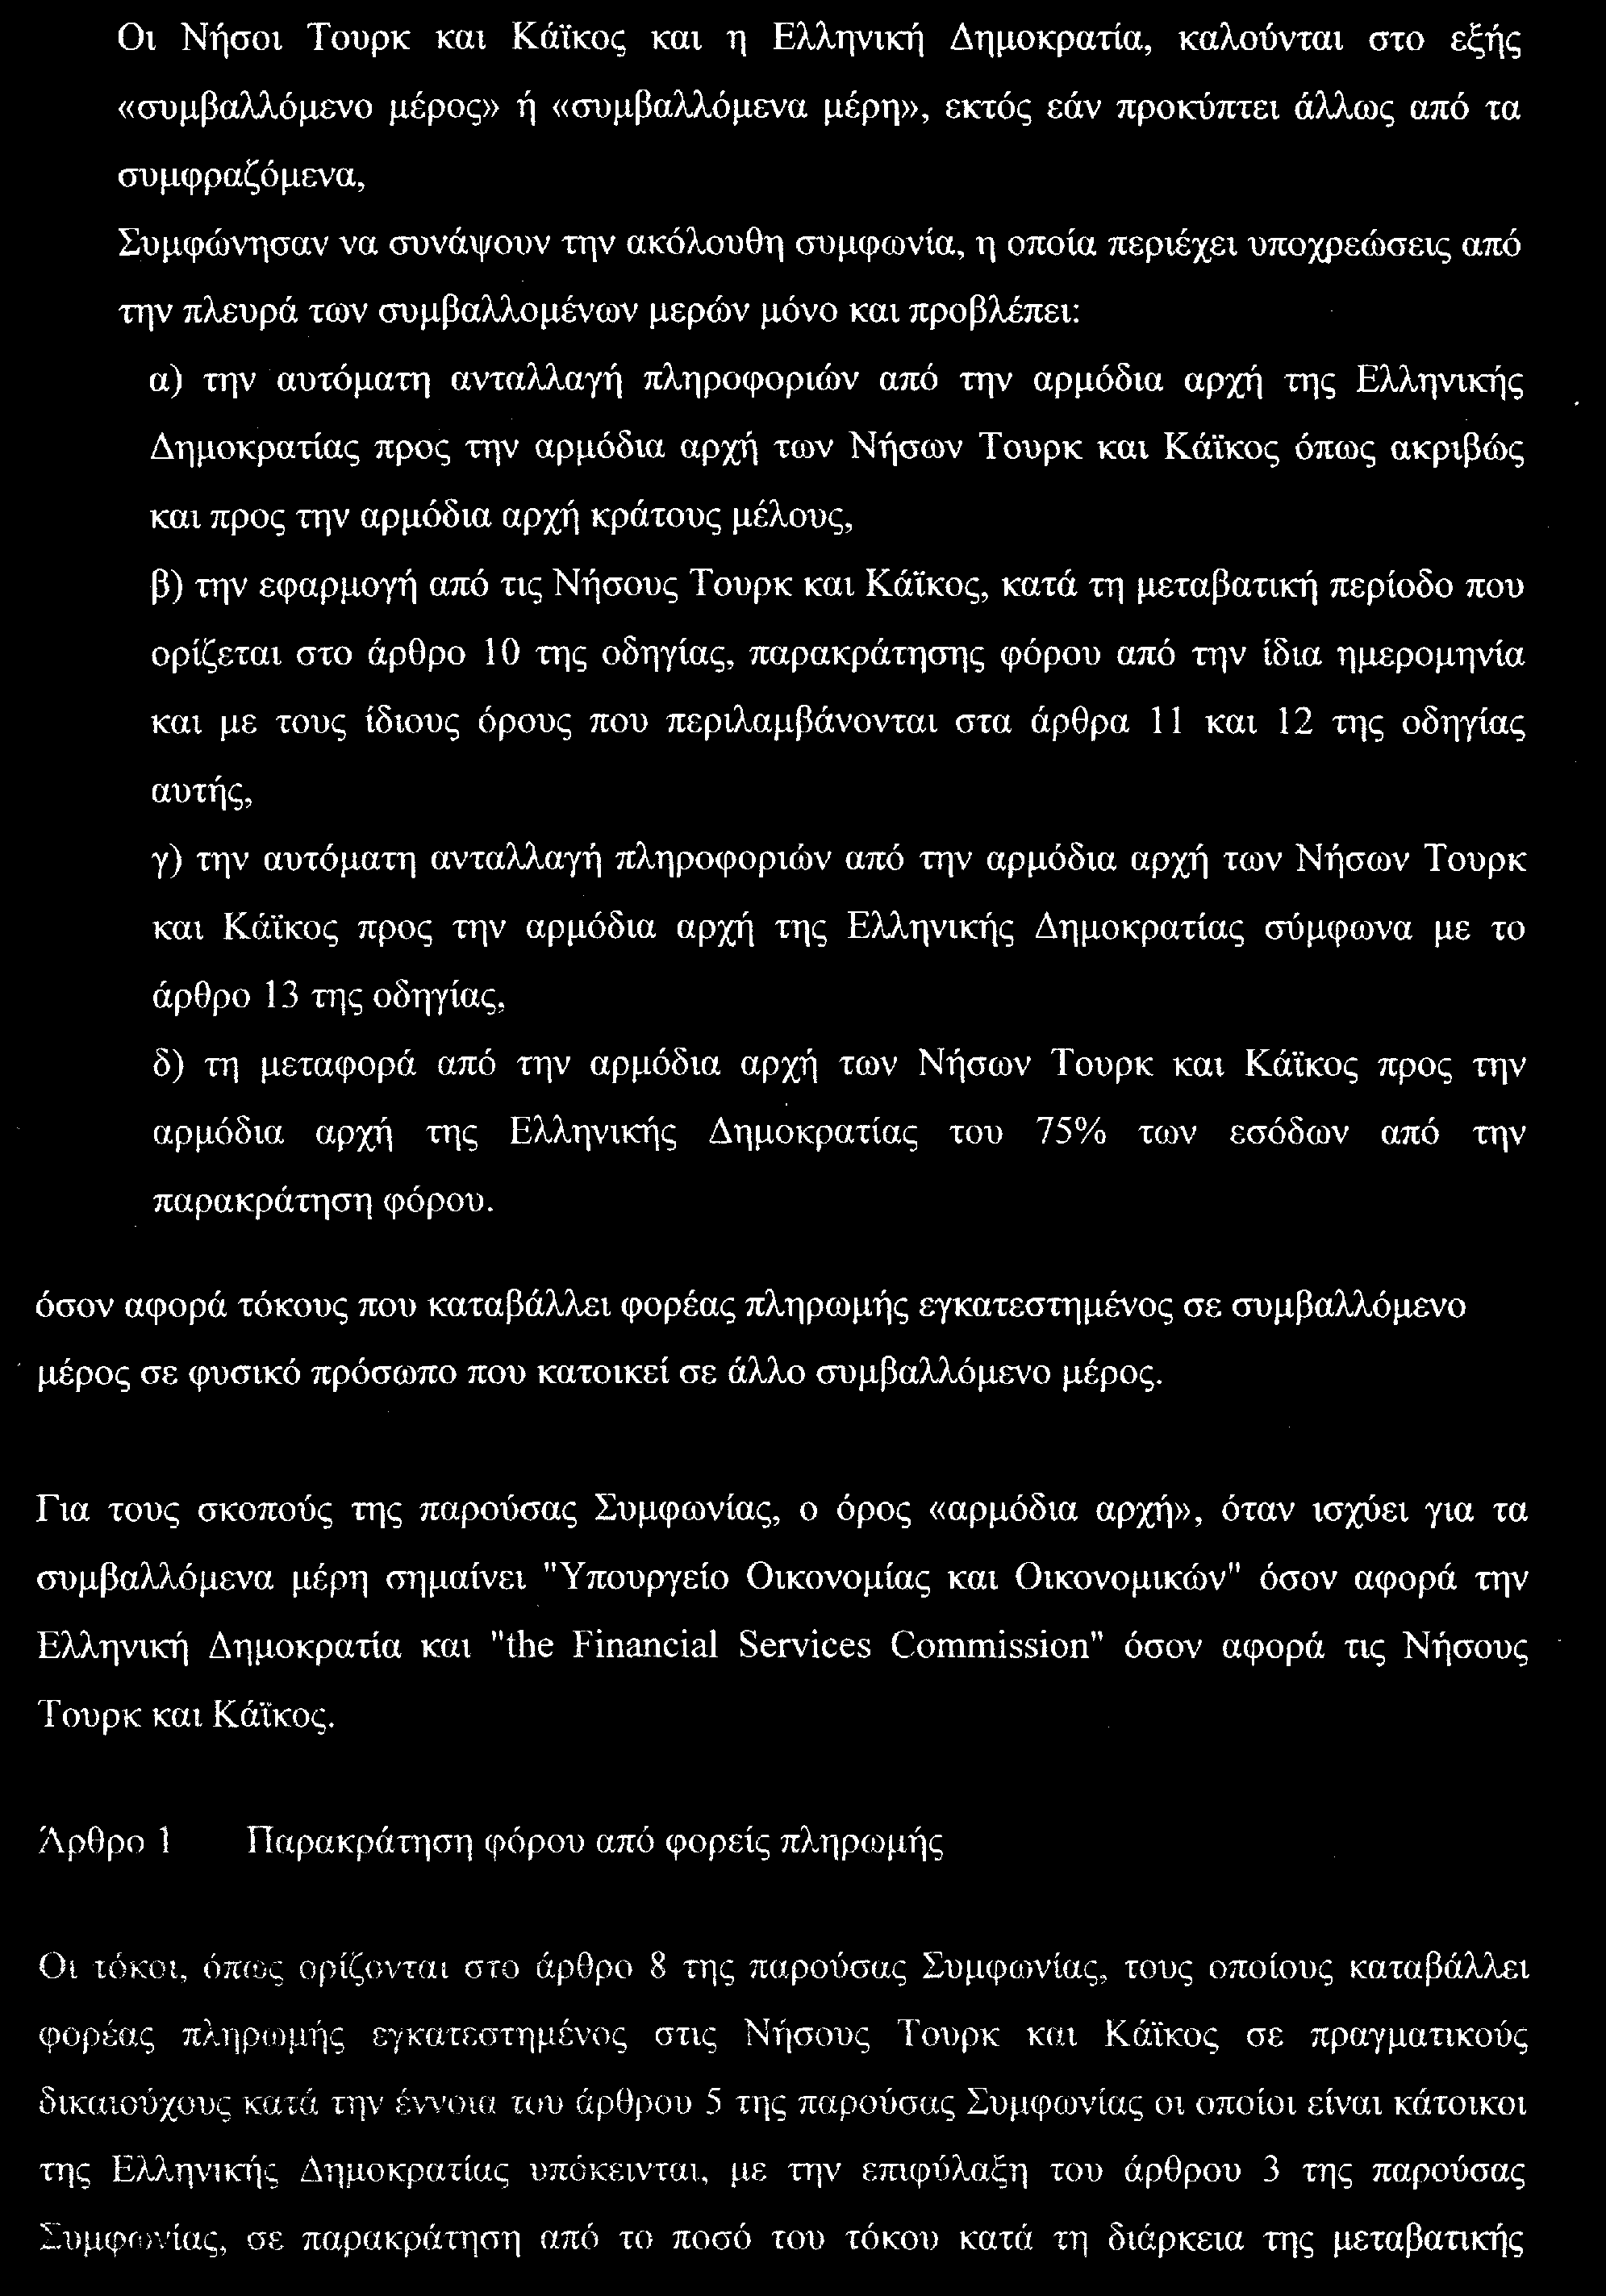 Οι Νήσοι Τουρκ και Κάϊκος και η Ελληνική Δημοκρατία, καλούνται στο εξής
«συμβαλλόμενο μέρος» ή «συμβαλλόμενα μέρη», εκτός εάν προκύπτει άλλως από τα
συμφραζόμενα,
Συμφώνησαν να συνάψουν την ακόλουθη συμφωνία, η οποία περιέχει υποχρεώσεις από
την πλευρά των συμβαλλομένων μερών μόνο και προβλέπει:
α) την αυτόματη ανταλλαγή πληροφοριών από την αρμόδια αρχή της Ελληνικής
Δημοκρατίας προς την αρμόδια αρχή των Νήσων Τουρκ και Κάϊκος όπως ακριβώς
και προς την αρμόδια αρχή κράτους μέλους,
β) την εφαρμογή από τις Νήσους Τουρκ και Κάϊκος, κατά τη μεταβατική περίοδο που
ορίζεται στο άρθρο 10 της οδηγίας, παρακράτησης φόρου από την ίδια ημερομηνία
και με τους ίδιους όρους που περιλαμβάνονται στα άρθρα 11 και 12 της οδηγίας
αυτής,
γ) την αυτόματη ανταλλαγή πληροφοριών από την αρμόδια αρχή των Νήσων Τουρκ
και Κάϊκος προς την αρμόδια αρχή της Ελληνικής Δημοκρατίας σύμφωνα με το
άρθρο 13 της οδηγίας,
δ) τη μεταφορά από την αρμόδια αρχή των Νήσων Τουρκ και Κάϊκος προς την
αρμόδια αρχή της Ελληνικής Δημοκρατίας του 75% των εσόδων από την
παρακράτηση φόρου.
όσον αφορά τόκους που καταβάλλει φορέας πληρωμής εγκατεστημένος σε συμβαλλόμενο
μέρος σε φυσικό πρόσωπο που κατοικεί σε άλλο συμβαλλόμενο μέρος.
Για τους σκοπούς της παρούσας Συμφωνίας, ο όρος «αρμόδια αρχή», όταν ισχύει για τα
συμβαλλόμενα μέρη σημαίνει "Υπουργείο Οικονομίας και Οικονομικών" όσον αφορά την
Ελληνική Δημοκρατία και "the Financial Services Commission" όσον αφορά τις Νήσους
Τουρκ και Κάϊκος.
Άρθρο 1 Παρακράτηση φόρου από φορείς πληρωμής
Οι τόκοι, όπως ορίζονται στο άρθρο 8 της παρούσας Συμφωνίας, τους οποίους καταβάλλει
φορέας πληρωμής εγκατεστημένος στις Νήσους Τουρκ και Κάϊκος σε πραγματικούς
δικαιούχους κατά την έννοια του άρθρου 5 της παρούσας Συμφωνίας οι οποίοι είναι κάτοικοι
της Ελληνικής Δημοκρατίας υπόκεινται, με την επιφύλαξη του άρθρου 3 της παρούσας
Συμφωνίας, σε παρακράτηση από το ποσό του τόκου κατά τη διάρκεια της μεταβατικής